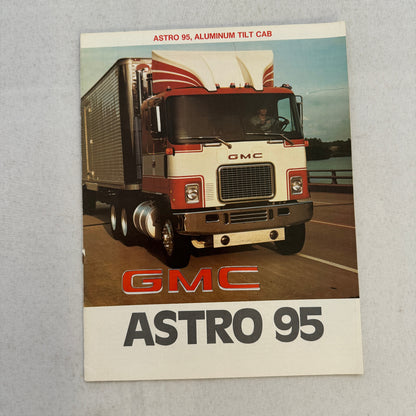 ASTRO 95, ALUMINUM TILT CAB
GMC
GMC
ASTRO 95